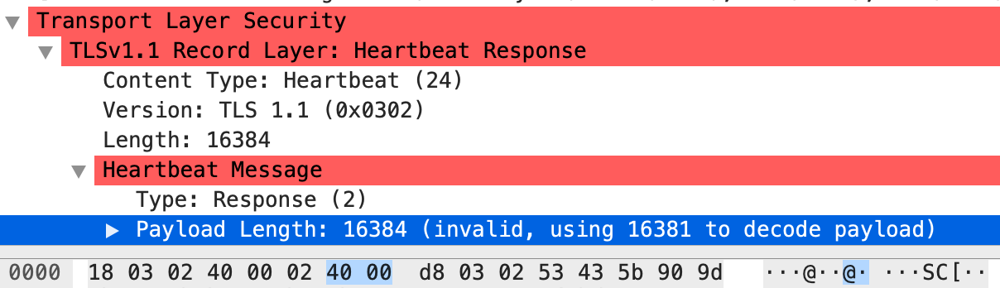 Transport Layer Security
TLSv1.1 Record Layer: Heartbeat Response
Content Type: Heartbeat (24)
Version: TLS 1.1 (0x0302)
Length: 16384
Heartbeat Message
Type: Response (2)
Payload Length: 16384 (invalid, using 16381 to decode payload)
0000 18 03 02 40 00 02 40 00 d8 03 02 53 43 5b 90 9d ···@··@· ···SC[··